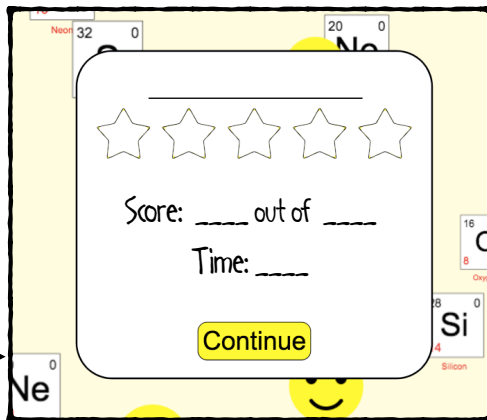 Neon
32 0
20 0
Ne
Score: ____ out of ____
Time: ____
16
8
Oxy
28 0
Si
4
Silicon
Continue
0
Ne